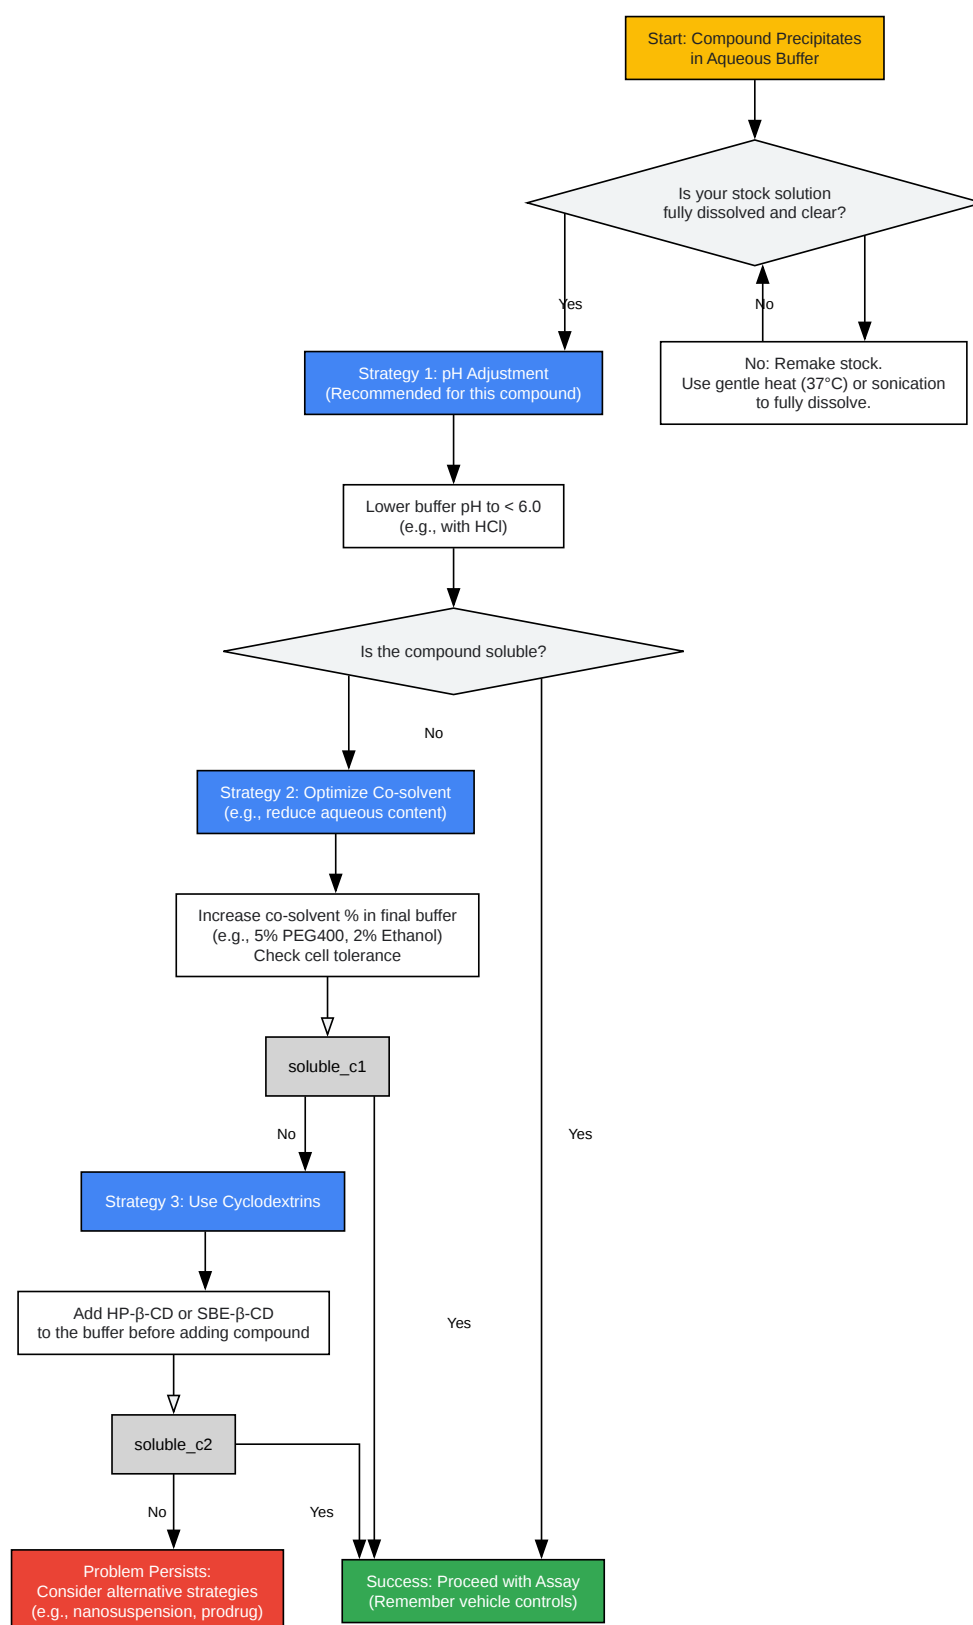 Start: Compound Precipitates
in Aqueous Buffer
Is your stock solution
fully dissolved and clear?
Yes
No
No: Remake stock.
Use gentle heat (37°C) or sonication
to fully dissolve.
Strategy 1: pH Adjustment
(Recommended for this compound)
Lower buffer pH to < 6.0
(e.g., with HCl)
Is the compound soluble?
No
Strategy 2: Optimize Co-solvent
(e.g., reduce aqueous content)
Increase co-solvent % in final buffer
(e.g., 5% PEG400, 2% Ethanol)
Check cell tolerance
soluble_c1
No
Yes
Strategy 3: Use Cyclodextrins
Add HP-β-CD or SBE-β-CD
to the buffer before adding compound
Yes
soluble_c2
No
Yes
Problem Persists:
Consider alternative strategies
(e.g., nanosuspension, prodrug)
Success: Proceed with Assay
(Remember vehicle controls)